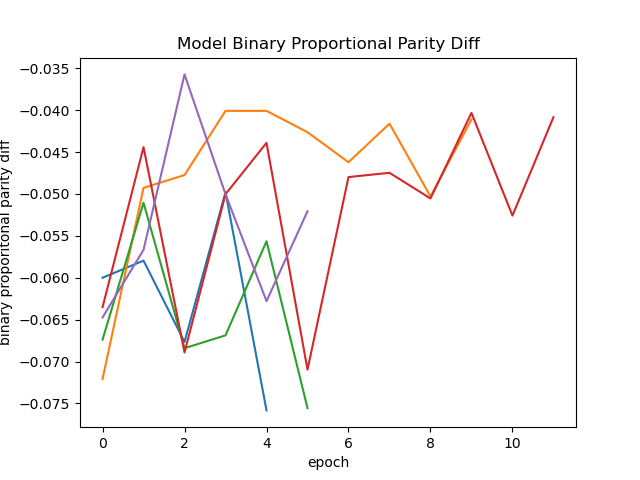 Model Binary Proportional Parity Diff
−0.035
−0.040
−0.045
−0.050
−0.055
−0.060
−0.065
−0.070
−0.075
binary proporitonal parity diff
0 2 4 6 8 10
epoch